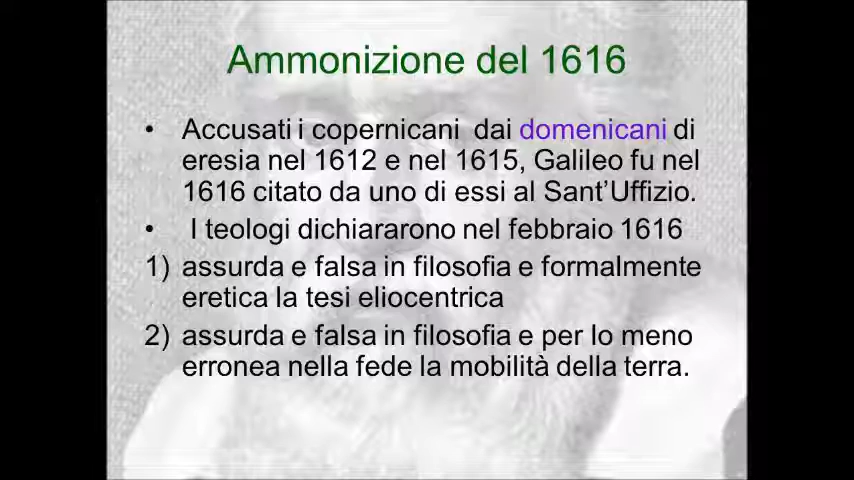 Ammonizione del 1616
• Accusati i copernicani dai domenicani di
eresia nel 1612 e nel 1615, Galileo fu nel
1616 citato da uno di essi al Sant’Uffizio.
• I teologi dichiararono nel febbraio 1616
1) assurda e falsa in filosofia e formalmente
eretica la tesi eliocentrica
2) assurda e falsa in filosofia e per lo meno
erronea nella fede la mobilità della terra.